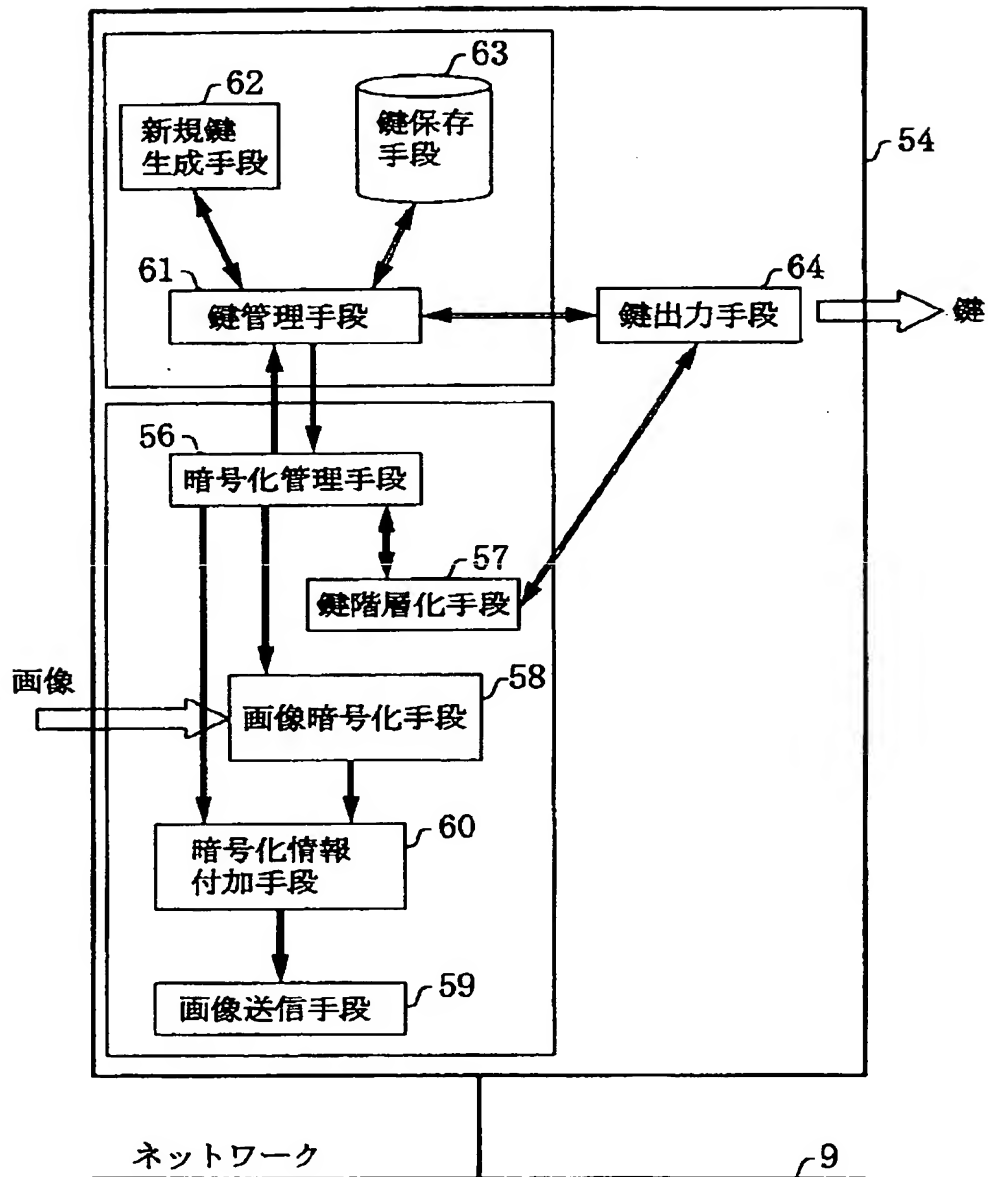 62
63
新規鍵
生成手段
鍵保存
手段
54
61
64
鍵管理手段
鍵出力手段
鍵
56
暗号化管理手段
57
鍵階層化手段
画像
58
画像暗号化手段
60
暗号化情報
付加手段
59
画像送信手段
ネットワーク
9